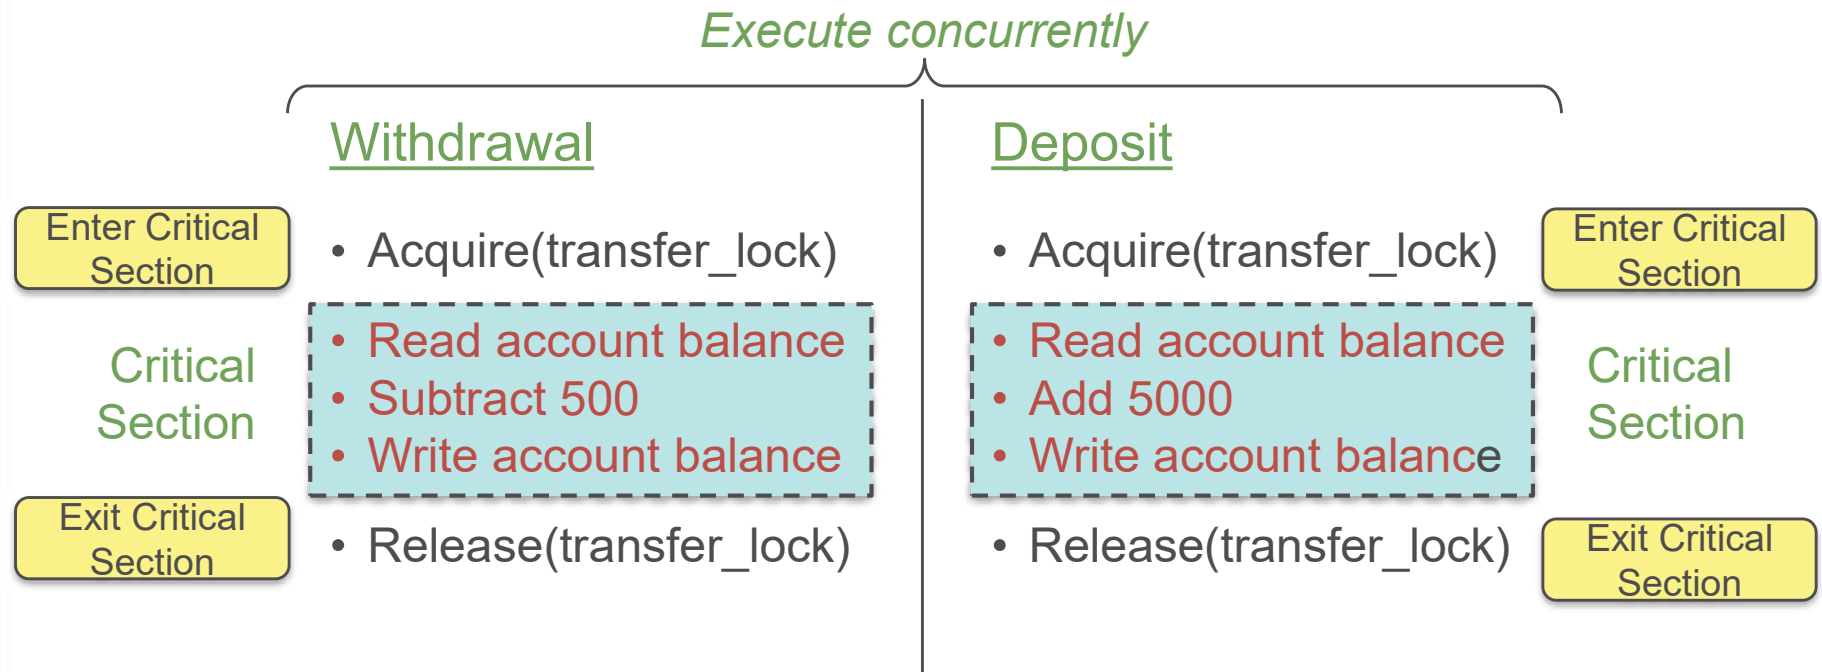 Execute concurrently
Withdrawal
Enter Critical
Section
• Acquire(transfer_lock)
Critical
Section
• Read account balance
• Subtract 500
• Write account balance
Exit Critical
Section
• Release(transfer_lock)
Deposit
• Acquire(transfer_lock)
Enter Critical
Section
• Read account balance
• Add 5000
• Write account balance
Critical
Section
• Release(transfer_lock)
Exit Critical
Section